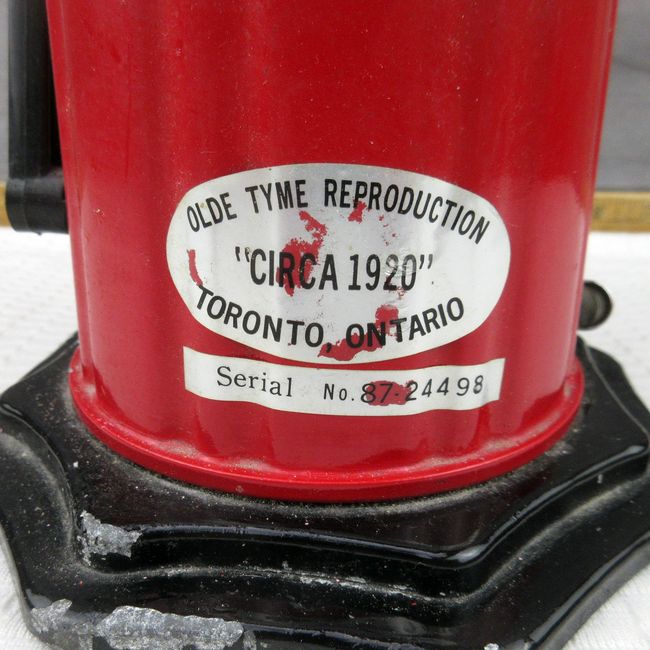 OLDE TYME REPRODUCTION
"CIRCA 1920"
TORONTO, ONTARIO
Serial No. 87-24498